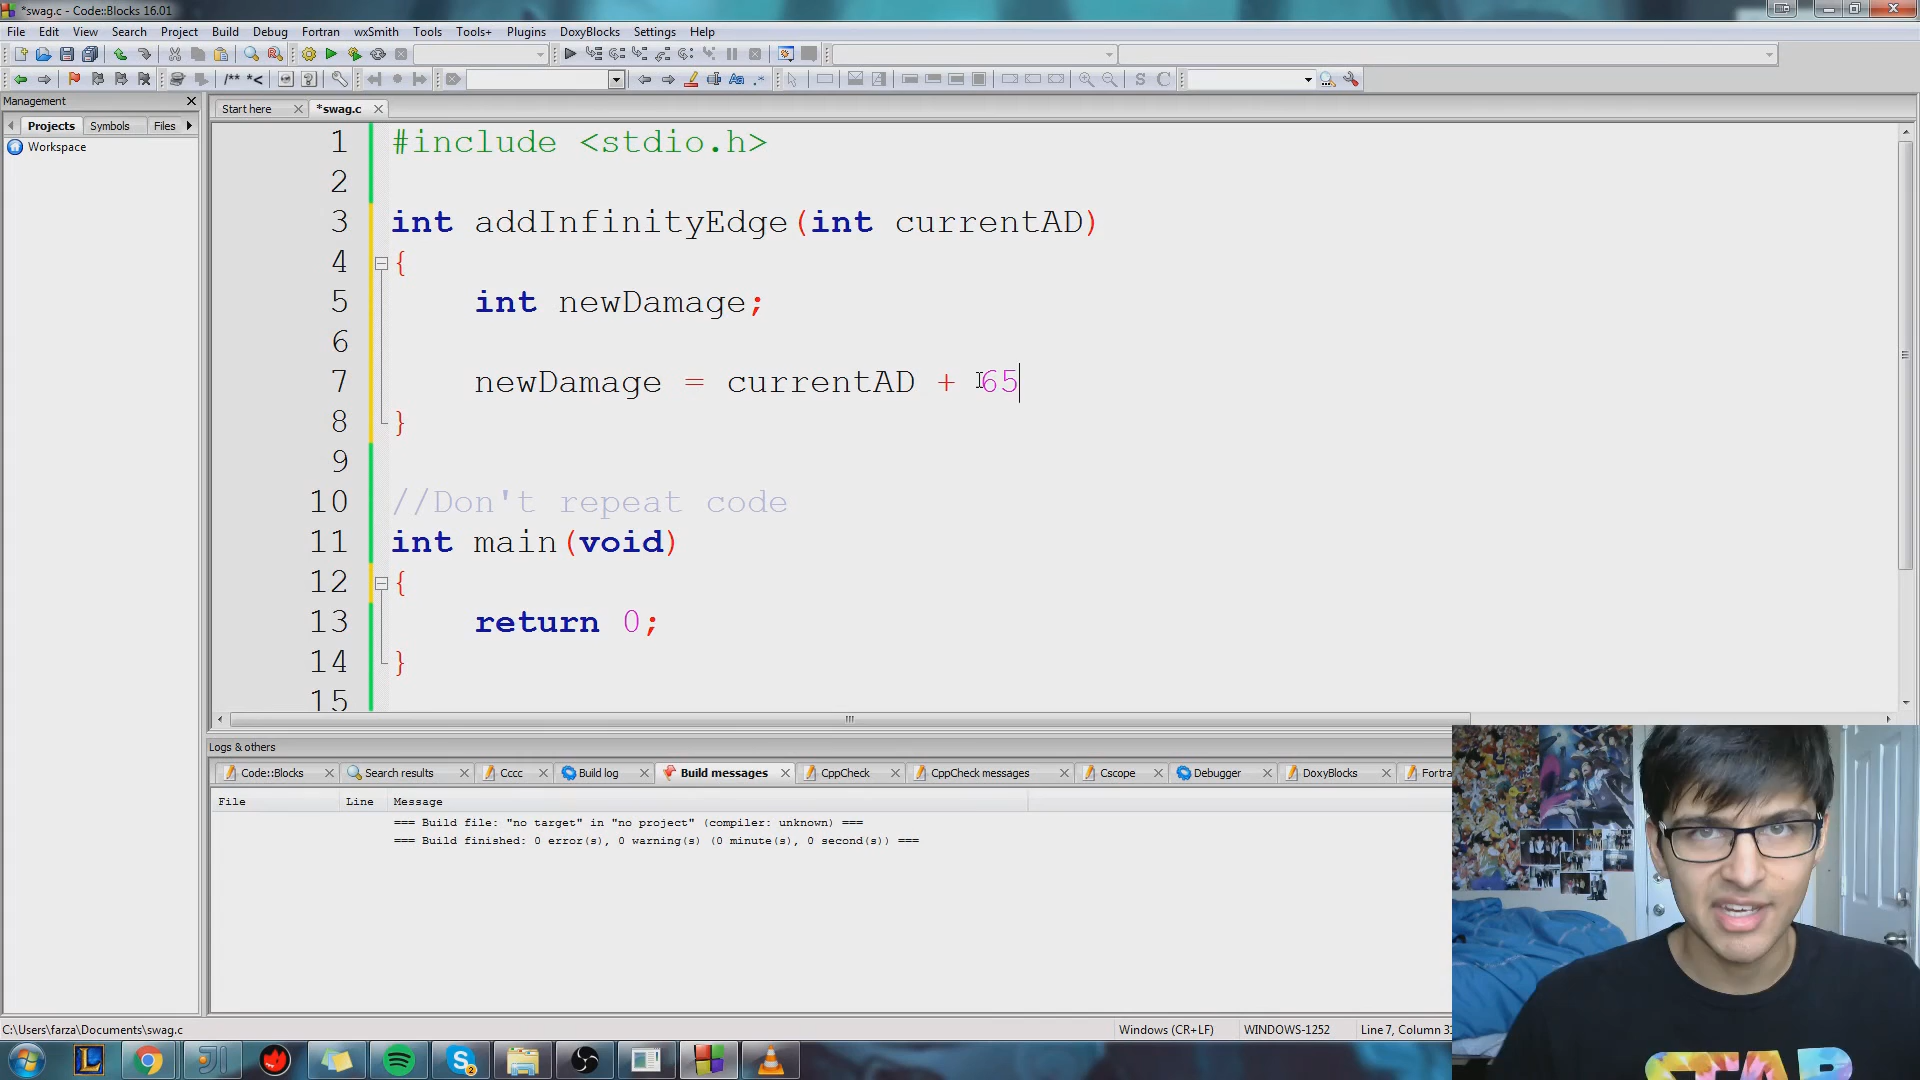 *swag.c - Code::Blocks 16.01
File Edit View Search Project Build Debug Fortran wxSmith Tools Tools+ Plugins DoxyBlocks Settings Help
/** *<
Management
Start here *swag.c
Projects Symbols Files
Workspace
1 #include <stdio.h>
2
3 int addInfinityEdge(int currentAD)
4 {
5 int newDamage;
6
7 newDamage = currentAD + 65
8 }
9
10 //Don't repeat code
11 int main(void)
12 {
13 return 0;
14 }
15
Logs & others
Code::Blocks Search results Cccc Build log Build messages CppCheck CppCheck messages Cscope Debugger DoxyBlocks Fortra
File Line Message
=== Build file: "no target" in "no project" (compiler: unknown) ===
=== Build finished: 0 error(s), 0 warning(s) (0 minute(s), 0 second(s)) ===
C:\Users\farza\Documents\swag.c Windows (CR+LF) WINDOWS-1252 Line 7, Column 3